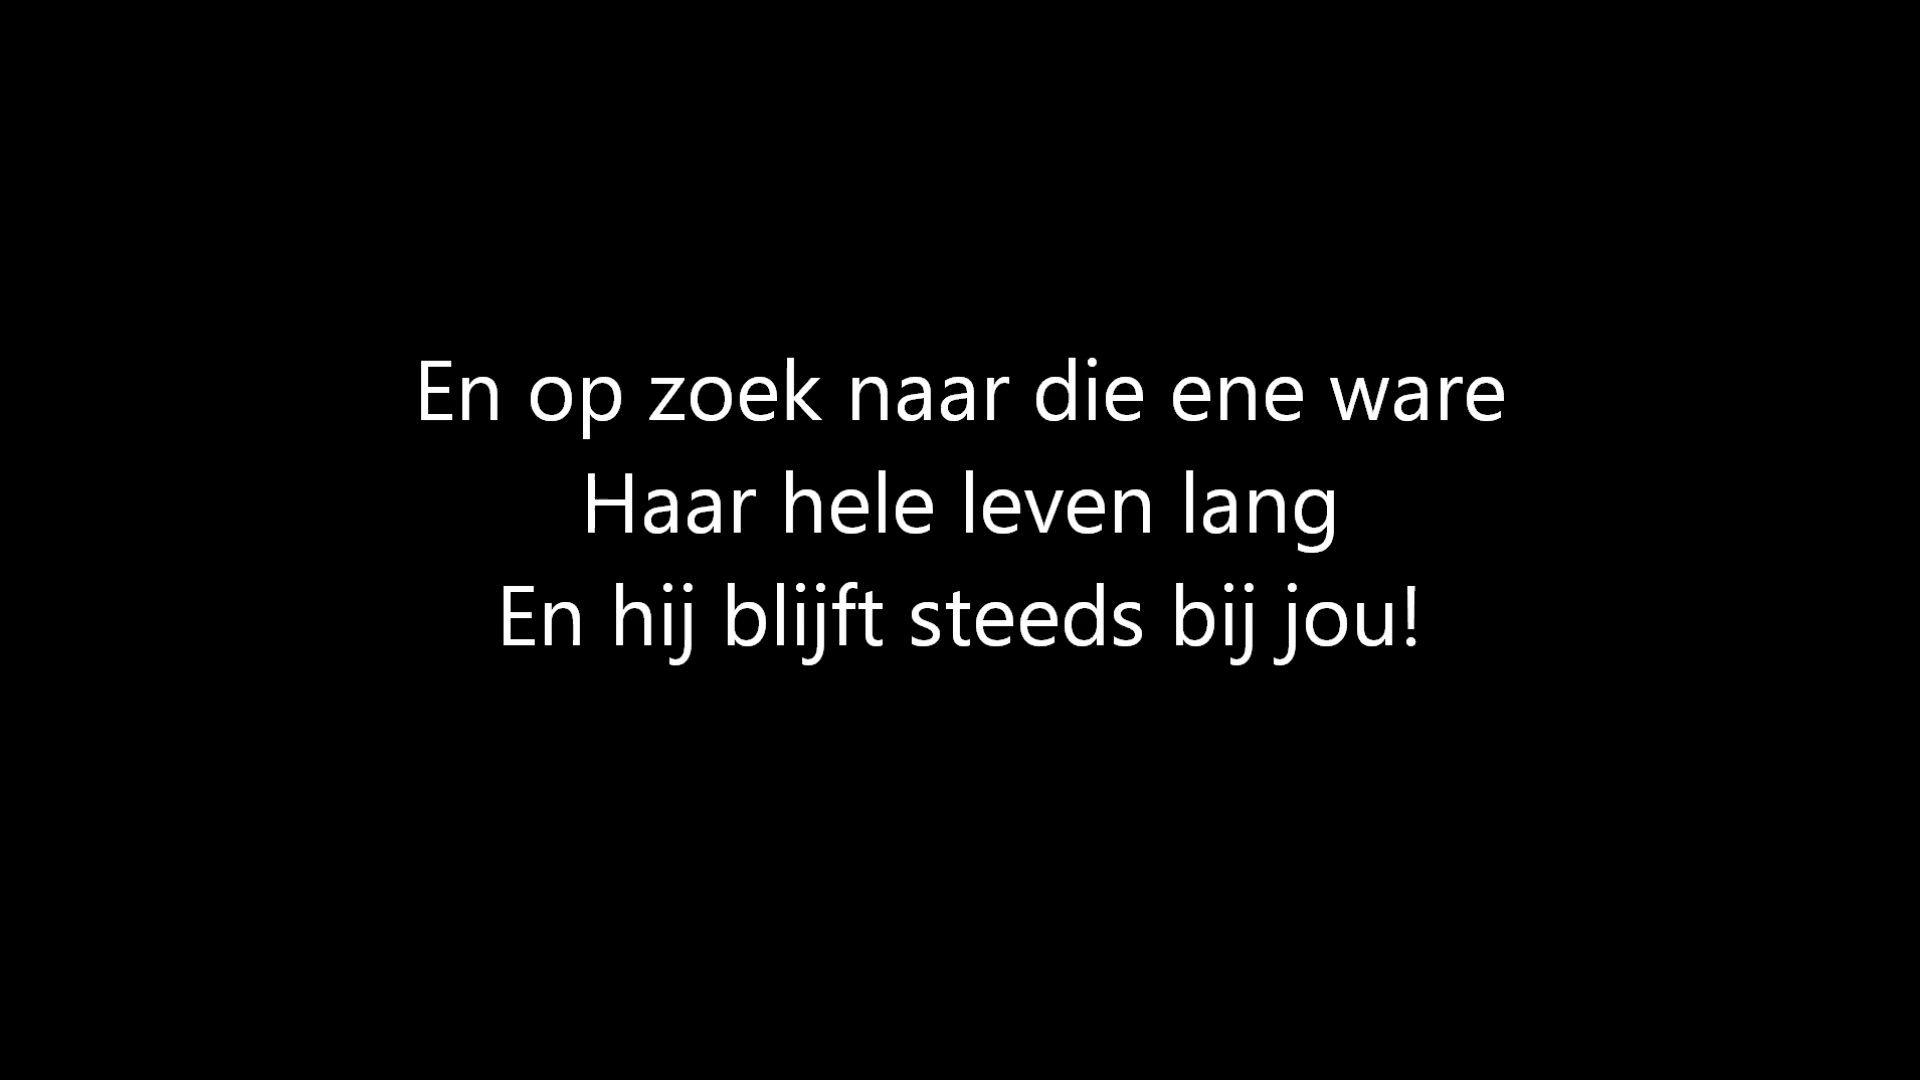 En op zoek naar die ene ware
Haar hele leven lang
En hij blijft steeds bij jou!